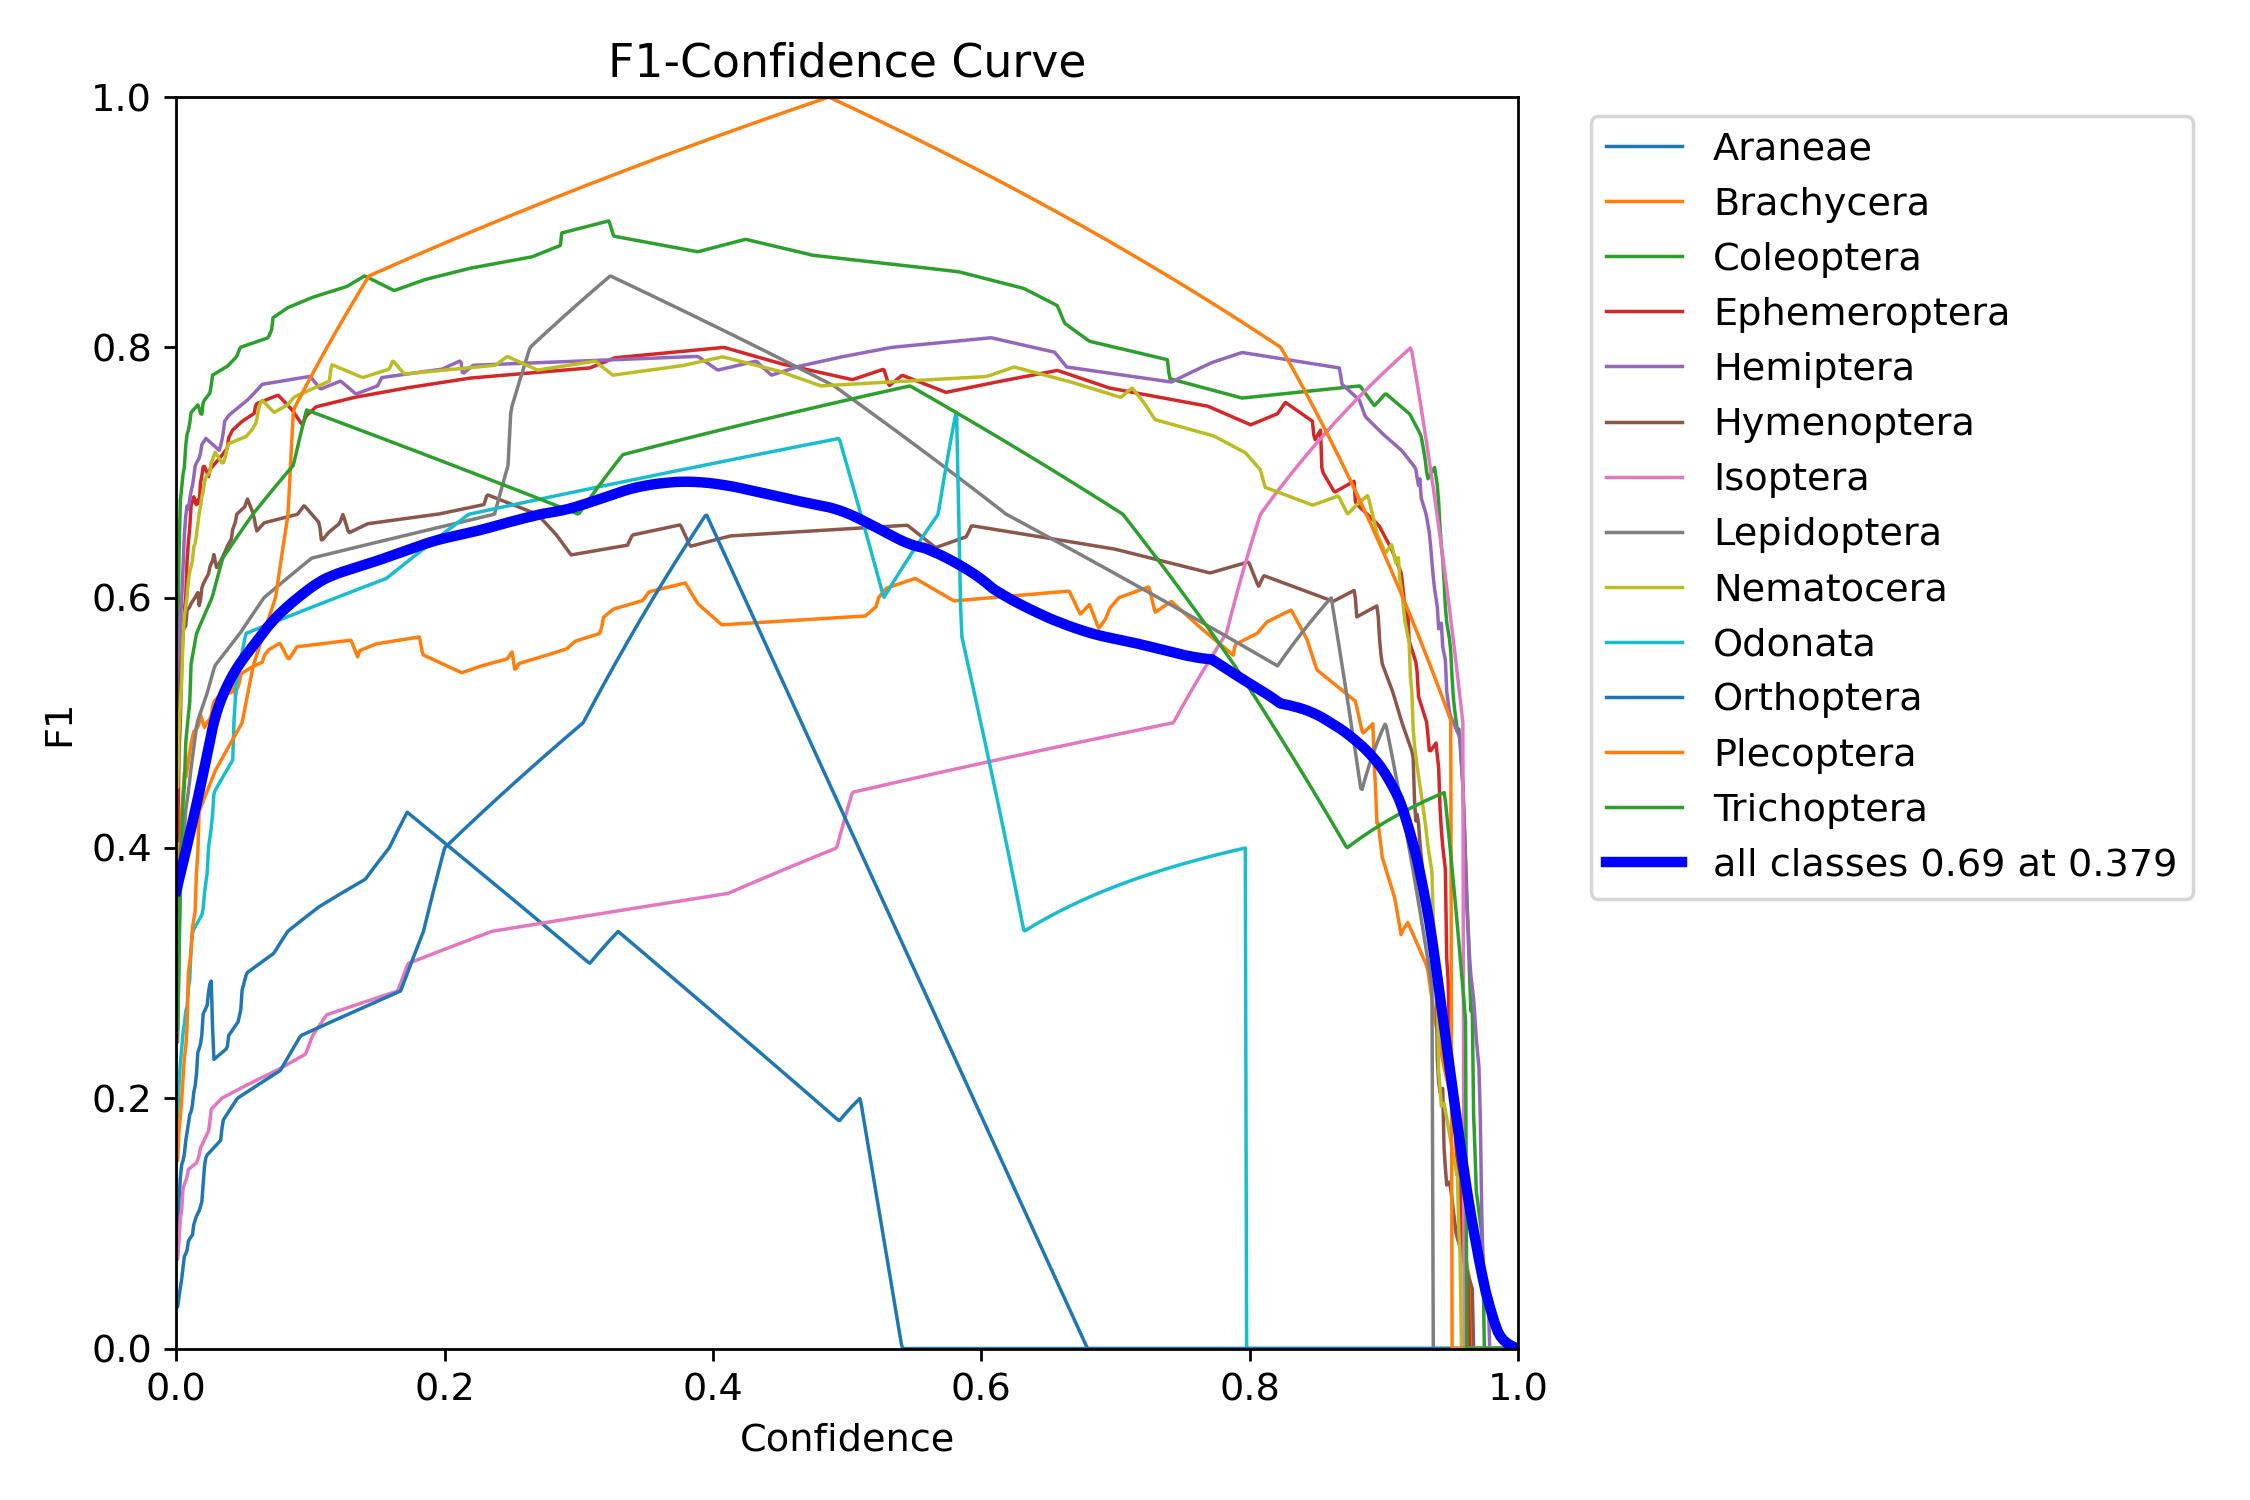 F1-Confidence Curve
1.0
0.8
0.6
0.4
0.2
0.0
F1
0.0 0.2 0.4 0.6 0.8 1.0
Confidence
Araneae
Brachycera
Coleoptera
Ephemeroptera
Hemiptera
Hymenoptera
Isoptera
Lepidoptera
Nematocera
Odonata
Orthoptera
Plecoptera
Trichoptera
all classes 0.69 at 0.379